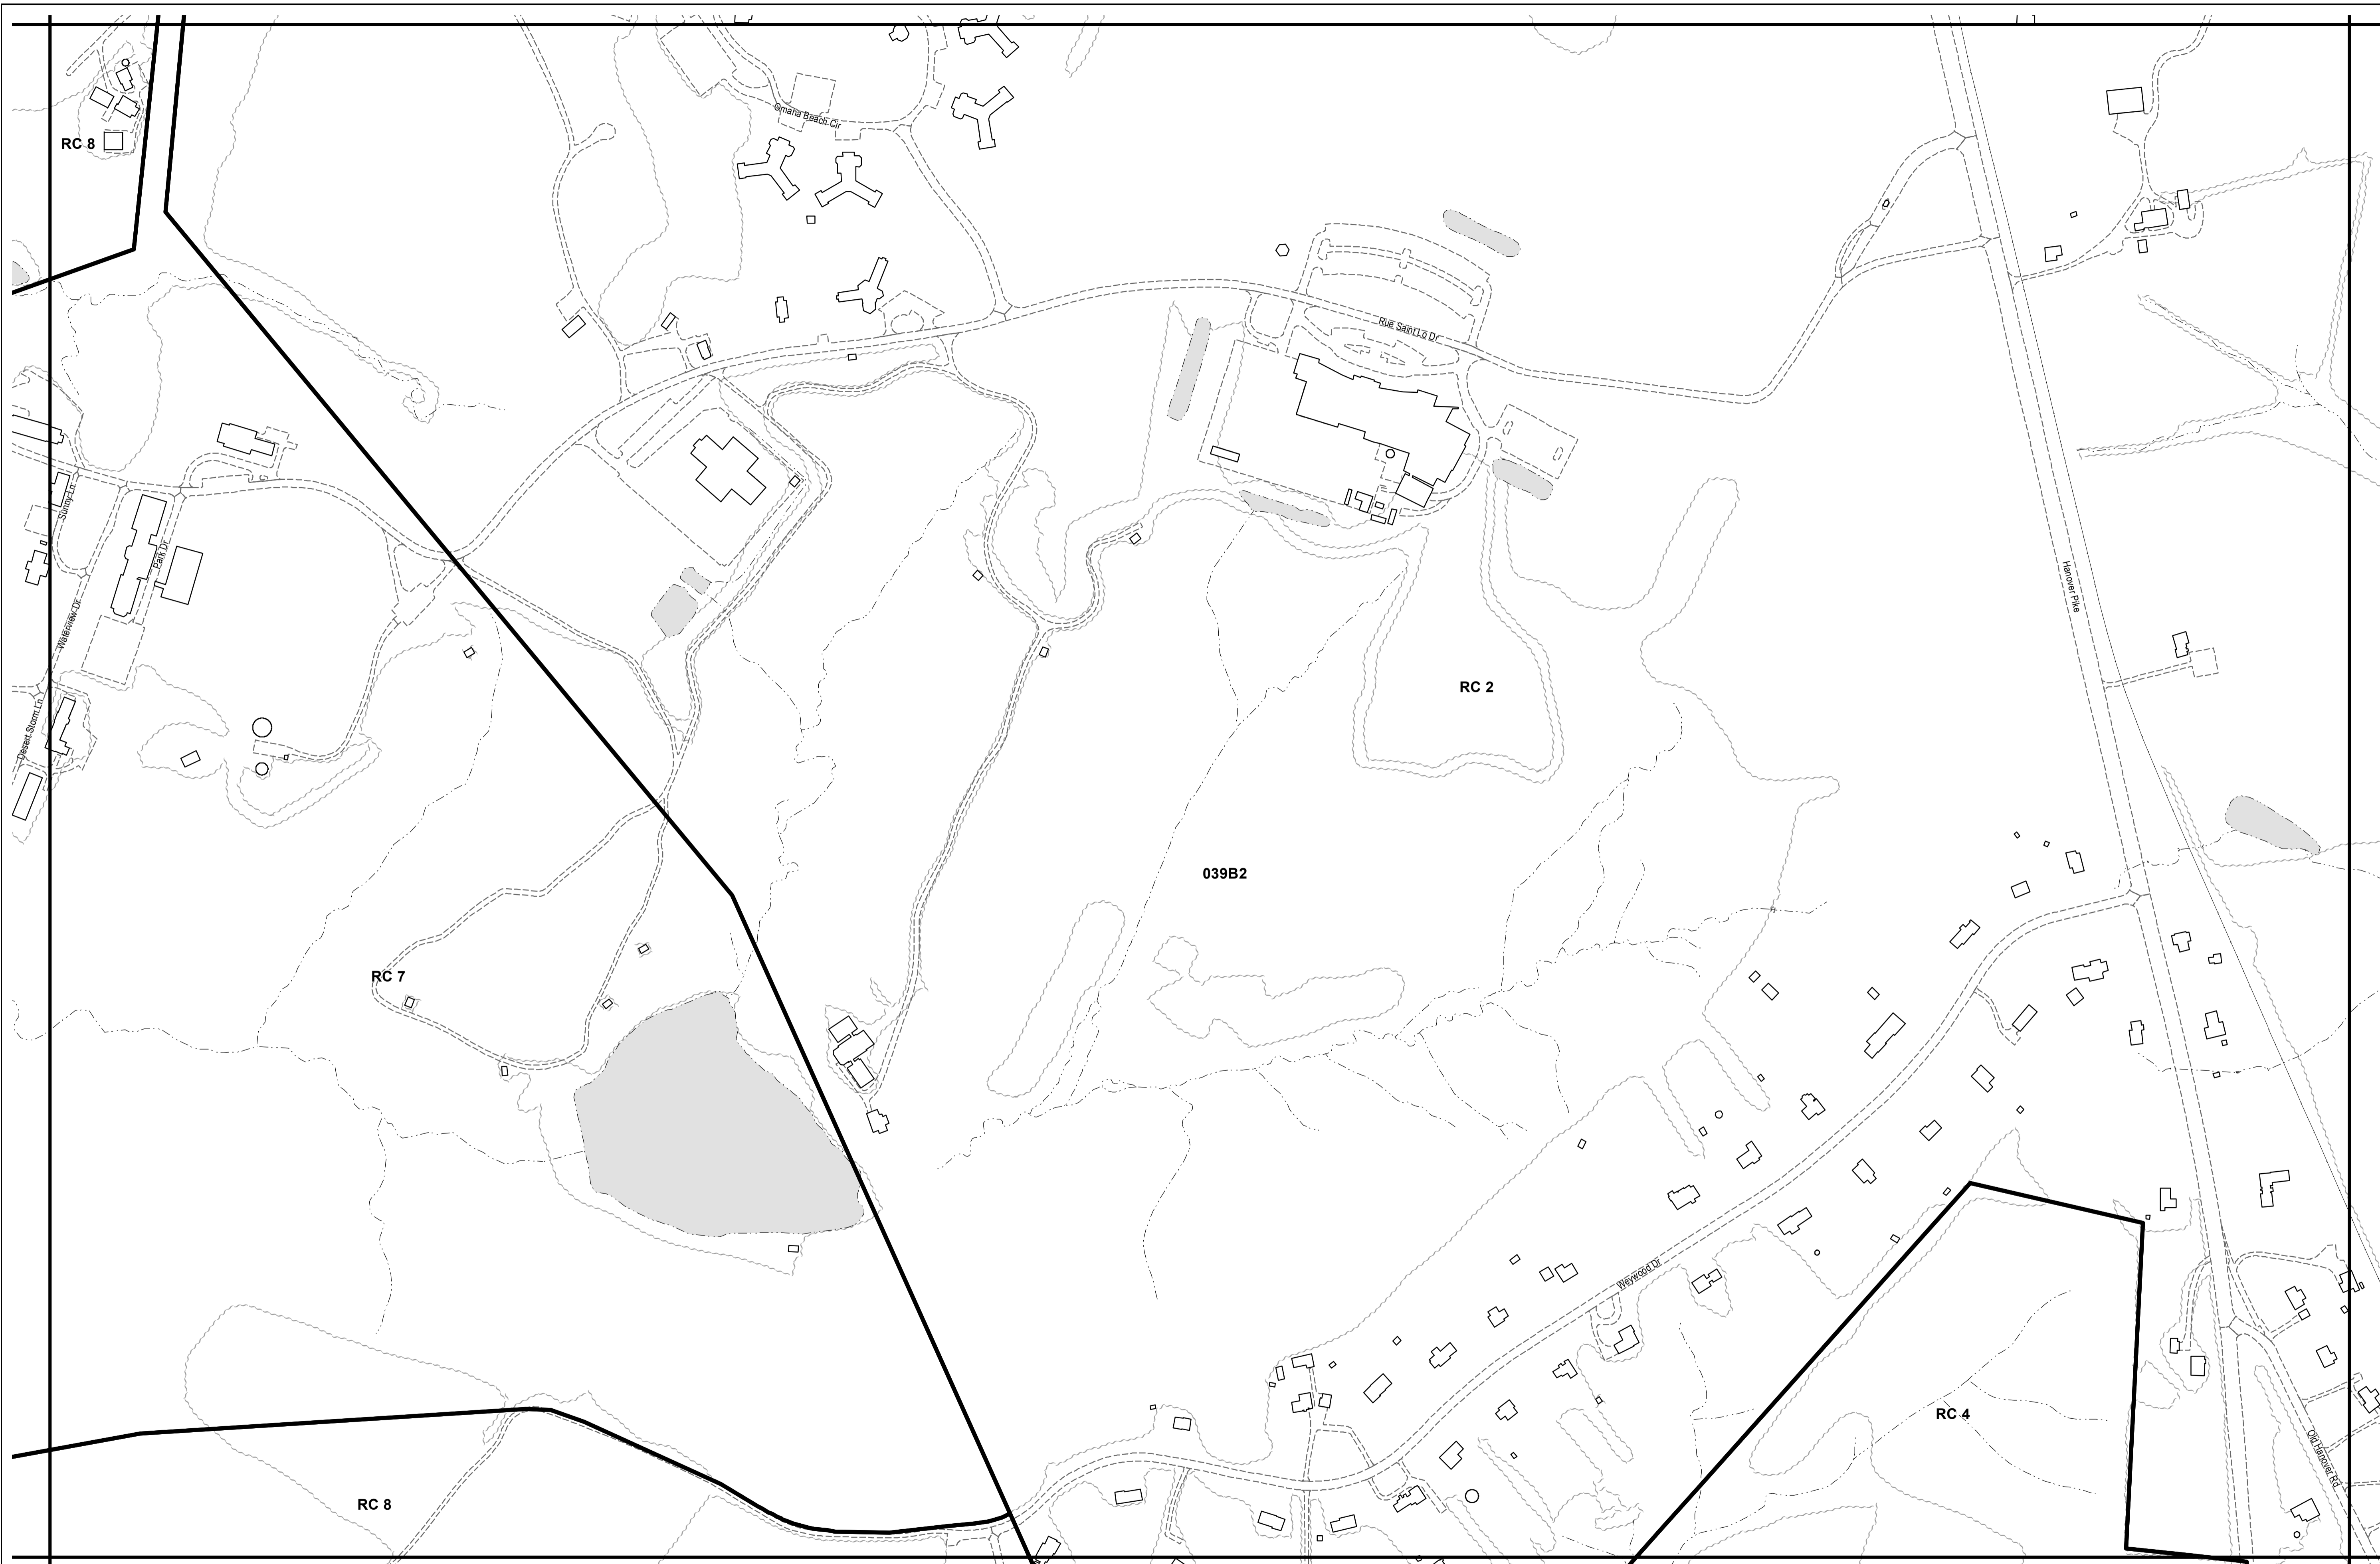 Omaha Beach Cir
RC 8
Rue Saint Lo Dr
Sunny Ln
Park Dr
Hanover Pike
Waterview Dr
RC 2
Desert Storm Ln
039B2
RC 7
Weywood Dr
RC 4
Old Hanover Rd
RC 8